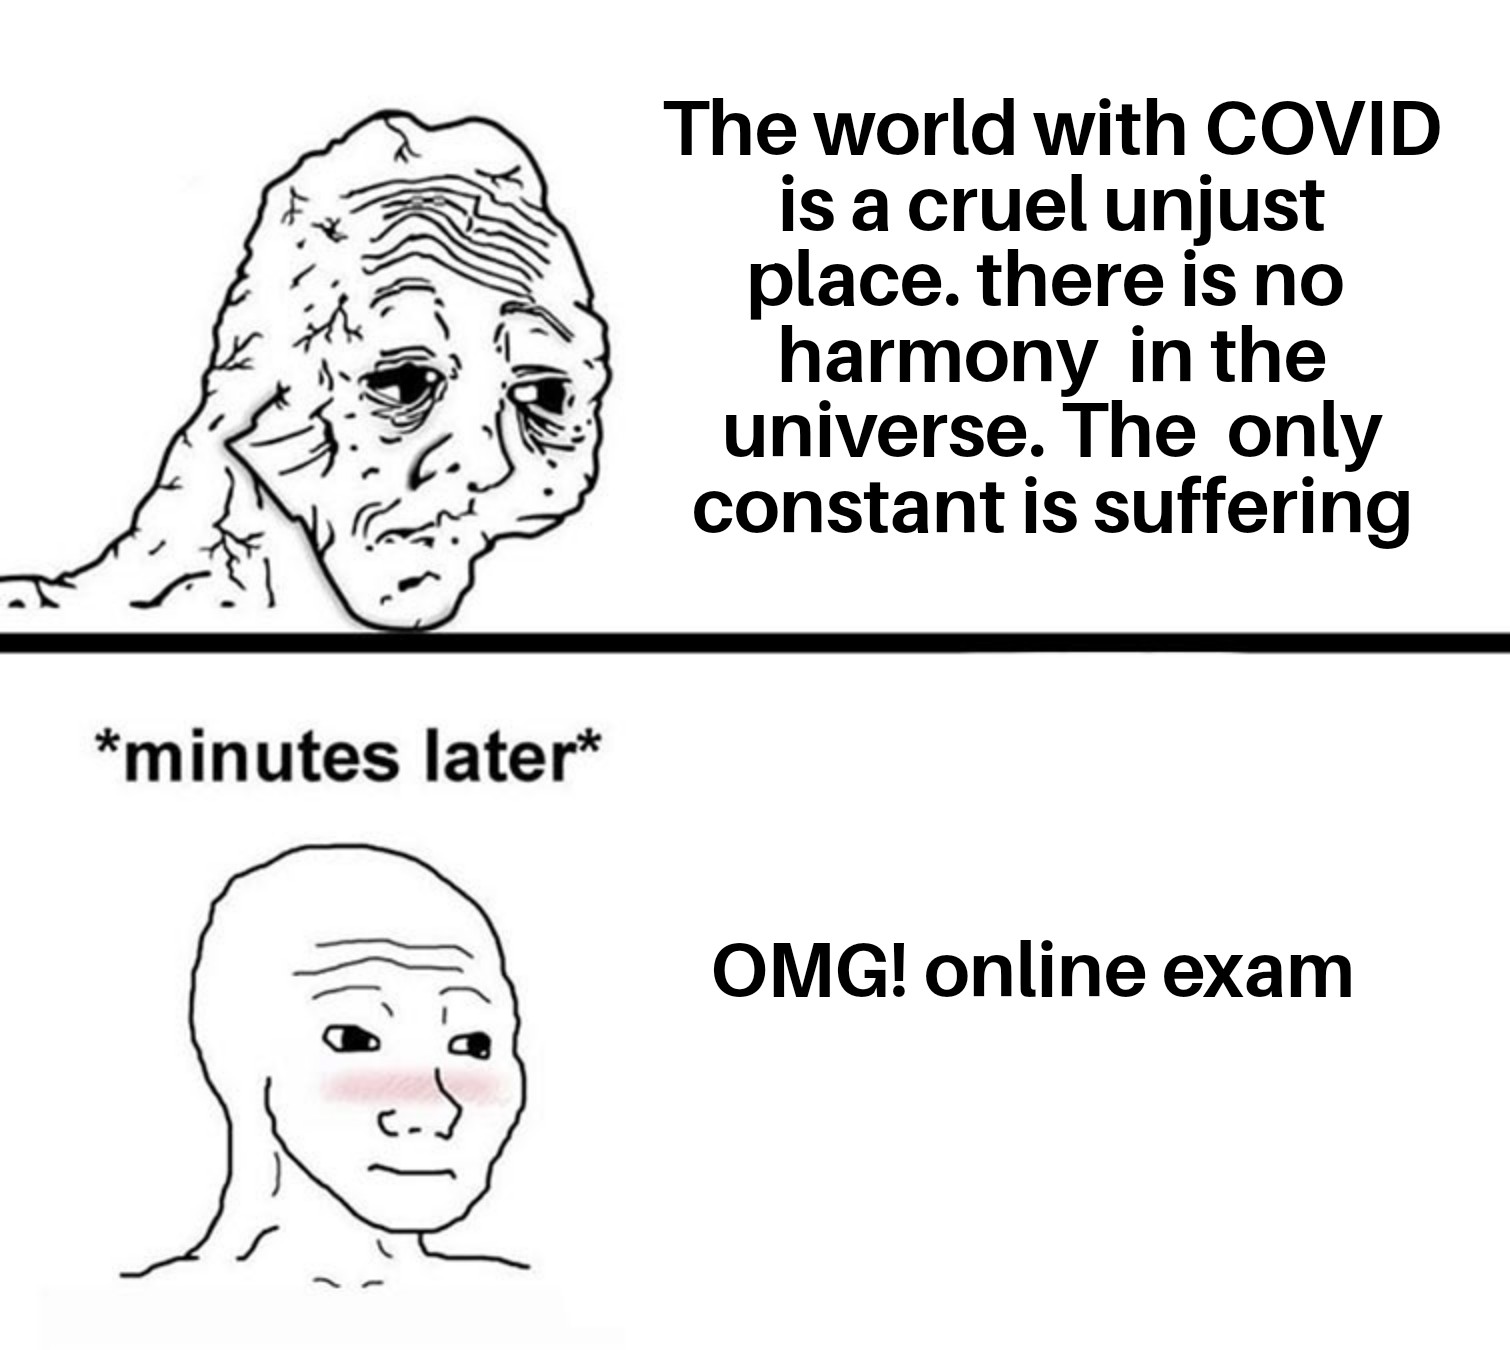 The world with COVID
is a cruel unjust
place. there is no
harmony  in the
universe. The  only
constant is suffering
*minutes later*
OMG! online exam